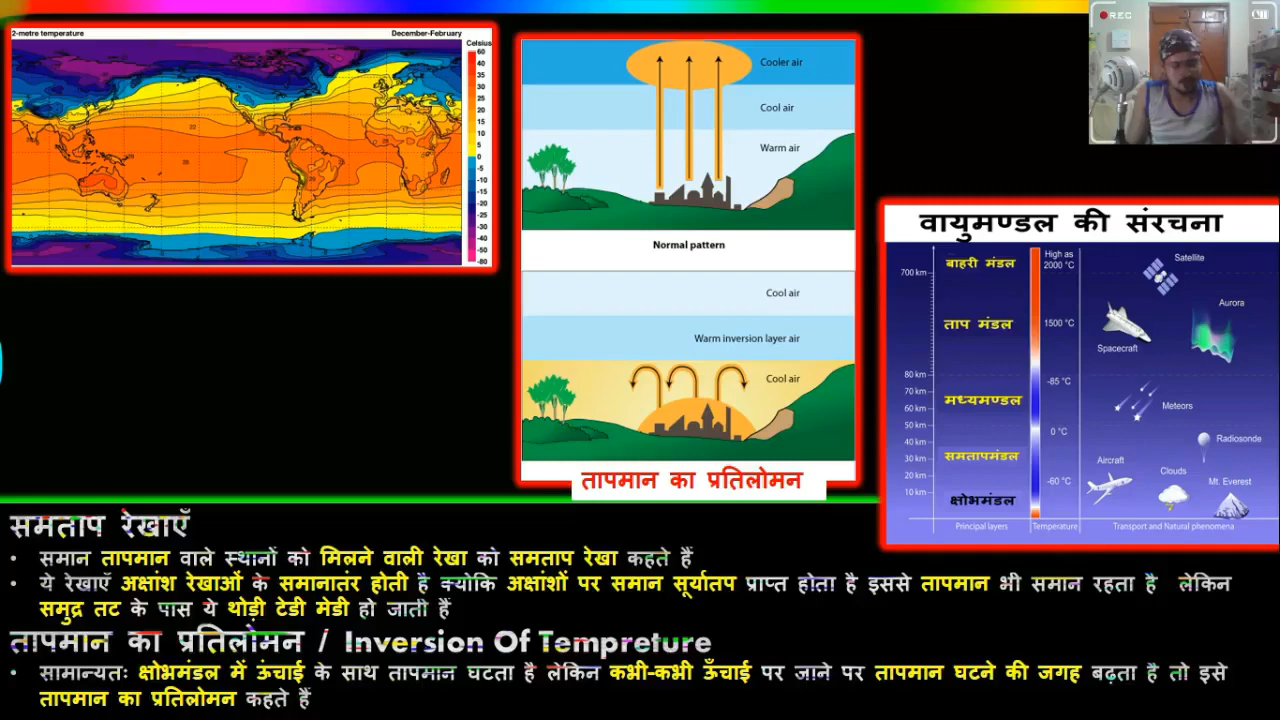 2-metre temperature December-February
Celsius
60
40
35
30
25
20
15
10
5
0
-5
-10
-15
-20
-25
-30
-40
-50
-80
Cooler air
Cool air
Warm air
Normal pattern
Cool air
Warm inversion layer air
Cool air
तापमान का प्रतिलोमन
REC
वायुमण्डल की संरचना
बाहरी मंडल
High as
2000 °C
Satellite
700 km
Aurora
ताप मंडल
1500 °C
Spacecraft
80 km
-85 °C
70 km
मध्यमण्डल
Meteors
60 km
50 km
0 °C
Radiosonde
40 km
30 km
समतापमंडल
Aircraft
20 km
-60 °C
Clouds
Mt. Everest
10 km
क्षोभमंडल
Principal layers
Temperature
Transport and Natural phenomena
समताप रेखाएँ
• समान तापमान वाले स्थानों को मिलने वाली रेखा को समताप रेखा कहते हैं
• ये रेखाएँ अक्षांश रेखाओं के समानातंर होती है क्योकि अक्षांशों पर समान सूर्यातप प्राप्त होता है इससे तापमान भी समान रहता है लेकिन
समुद्र तट के पास ये थोड़ी टेडी मेडी हो जाती हैं
तापमान का प्रतिलोमन / Inversion Of Tempreture
• सामान्यतः क्षोभमंडल में ऊंचाई के साथ तापमान घटता है लेकिन कभी-कभी ऊँचाई पर जाने पर तापमान घटने की जगह बढ़ता है तो इसे
तापमान का प्रतिलोमन कहते हैं